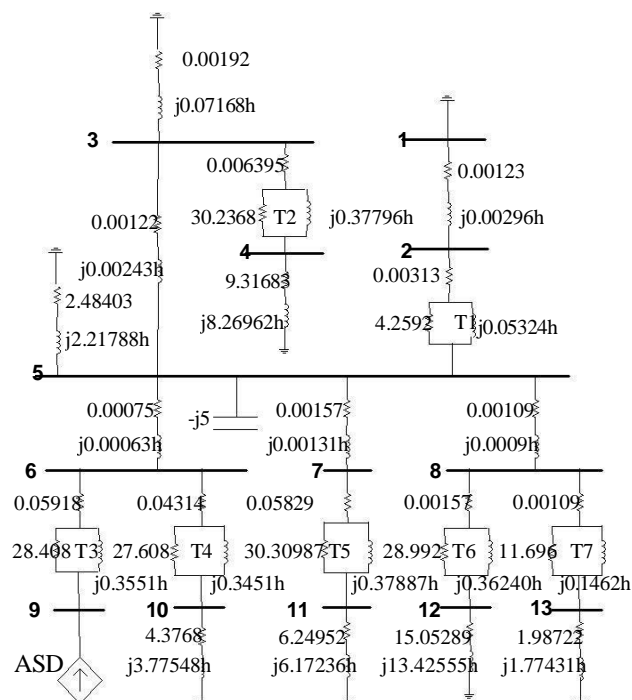 0.00192
j0.07168h
3
1
0.006395
0.00123
0.00122
30.2368
T2
j0.37796h
j0.00296h
4
2
j0.00243h
9.31683
0.00313
2.48403
j8.26962h
4.2592
T1
j0.05324h
j2.21788h
5
0.00075
-j5
0.00157
0.00109
j0.00063h
j0.00131h
j0.0009h
6
7
8
0.05918
0.04314
0.05829
0.00157
0.00109
28.408
T3
27.608
T4
30.30987
T5
28.992
T6
11.696
T7
j0.3551h
j0.3451h
j0.37887h
j0.36240h
j0.1462h
9
10
11
12
13
4.3768
6.24952
15.05289
1.98722
ASD
j3.77548h
j6.17236h
j13.42555h
j1.77431h